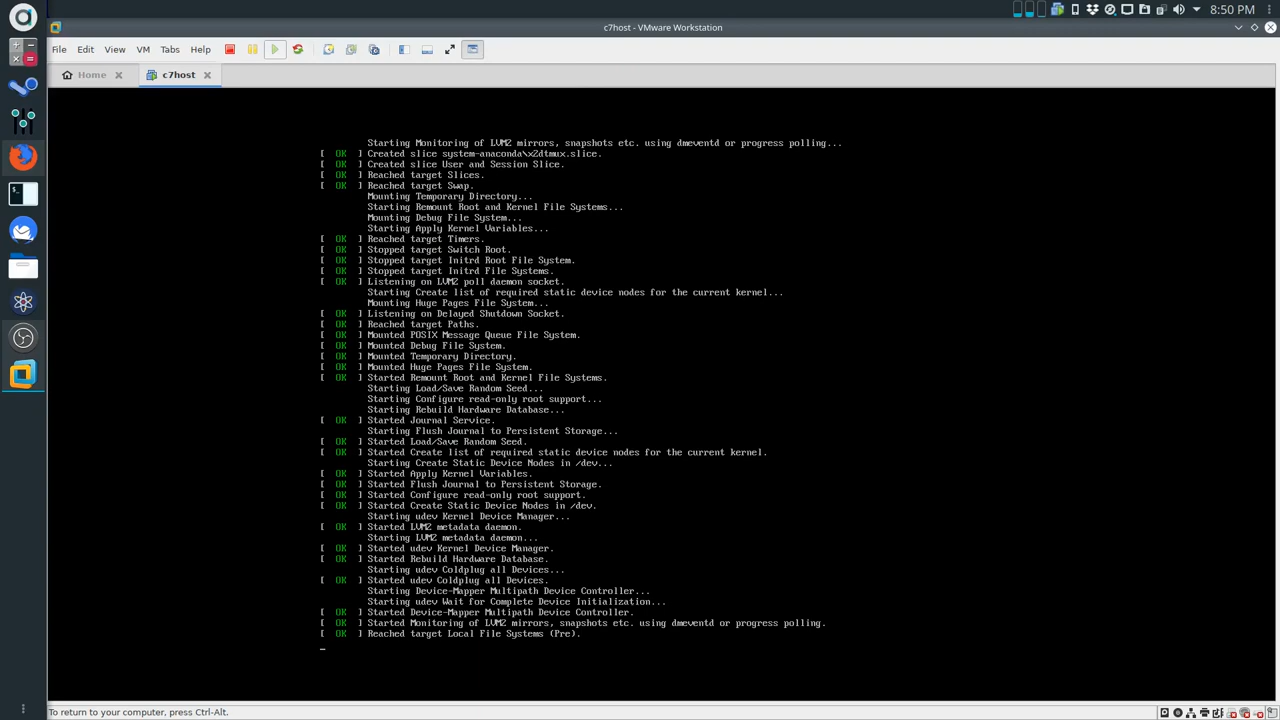 8:50 PM
c7host - VMware Workstation
File Edit View VM Tabs Help
Home c7host
Starting Monitoring of LVM2 mirrors, snapshots etc. using dmeventd or progress polling...
[ OK ] Created slice system-anaconda\x2dtmux.slice.
[ OK ] Created slice User and Session Slice.
[ OK ] Reached target Slices.
[ OK ] Reached target Swap.
Mounting Temporary Directory...
Starting Remount Root and Kernel File Systems...
Mounting Debug File System...
Starting Apply Kernel Variables...
[ OK ] Reached target Timers.
[ OK ] Stopped target Switch Root.
[ OK ] Stopped target Initrd Root File System.
[ OK ] Stopped target Initrd File Systems.
[ OK ] Listening on LVM2 poll daemon socket.
Starting Create list of required static device nodes for the current kernel...
Mounting Huge Pages File System...
[ OK ] Listening on Delayed Shutdown Socket.
[ OK ] Reached target Paths.
[ OK ] Mounted POSIX Message Queue File System.
[ OK ] Mounted Debug File System.
[ OK ] Mounted Temporary Directory.
[ OK ] Mounted Huge Pages File System.
[ OK ] Started Remount Root and Kernel File Systems.
Starting Load/Save Random Seed...
Starting Configure read-only root support...
Starting Rebuild Hardware Database...
[ OK ] Started Journal Service.
Starting Flush Journal to Persistent Storage...
[ OK ] Started Load/Save Random Seed.
[ OK ] Started Create list of required static device nodes for the current kernel.
Starting Create Static Device Nodes in /dev...
[ OK ] Started Apply Kernel Variables.
[ OK ] Started Flush Journal to Persistent Storage.
[ OK ] Started Configure read-only root support.
[ OK ] Started Create Static Device Nodes in /dev.
Starting udev Kernel Device Manager...
[ OK ] Started LVM2 metadata daemon.
Starting LVM2 metadata daemon...
[ OK ] Started udev Kernel Device Manager.
[ OK ] Started Rebuild Hardware Database.
Starting udev Coldplug all Devices...
[ OK ] Started udev Coldplug all Devices.
Starting Device-Mapper Multipath Device Controller...
Starting udev Wait for Complete Device Initialization...
[ OK ] Started Device-Mapper Multipath Device Controller.
[ OK ] Started Monitoring of LVM2 mirrors, snapshots etc. using dmeventd or progress polling.
[ OK ] Reached target Local File Systems (Pre).
_
To return to your computer, press Ctrl-Alt.